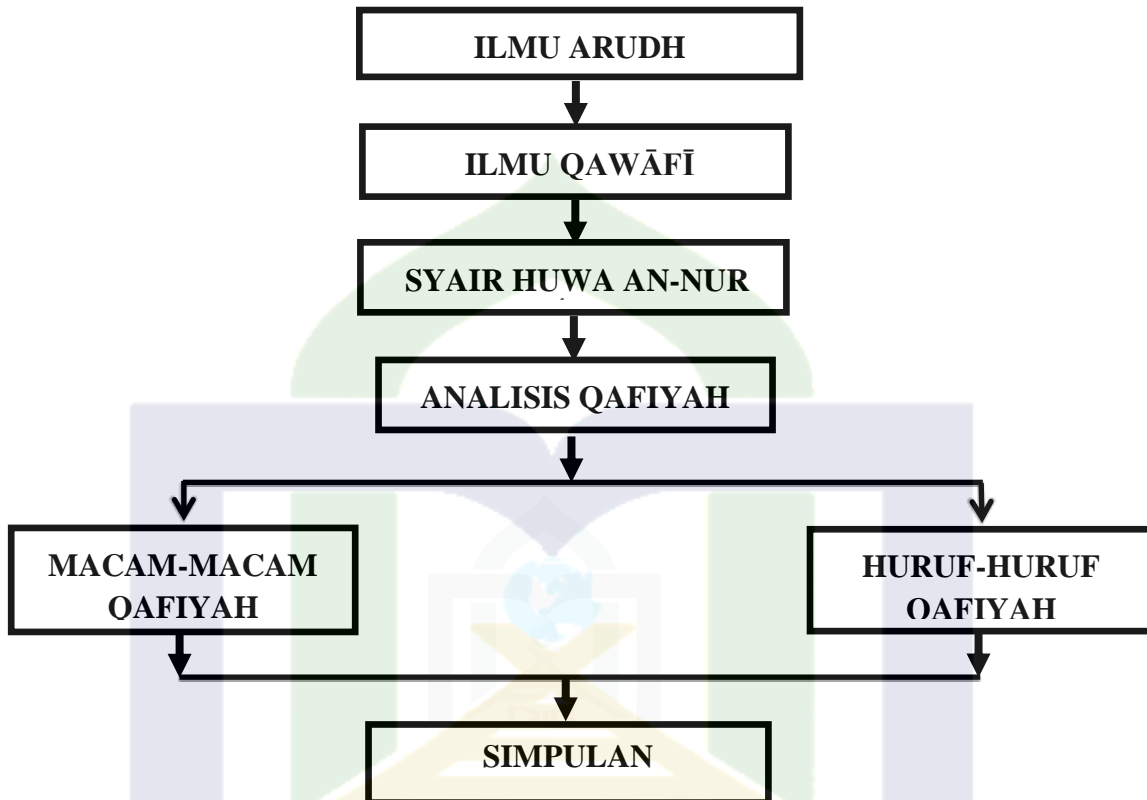 ILMU ARUDH
ILMU QAWĀFĪ
SYAIR HUWA AN-NUR
ANALISIS QAFIYAH
MACAM-MACAM
QAFIYAH
HURUF-HURUF
QAFIYAH
SIMPULAN